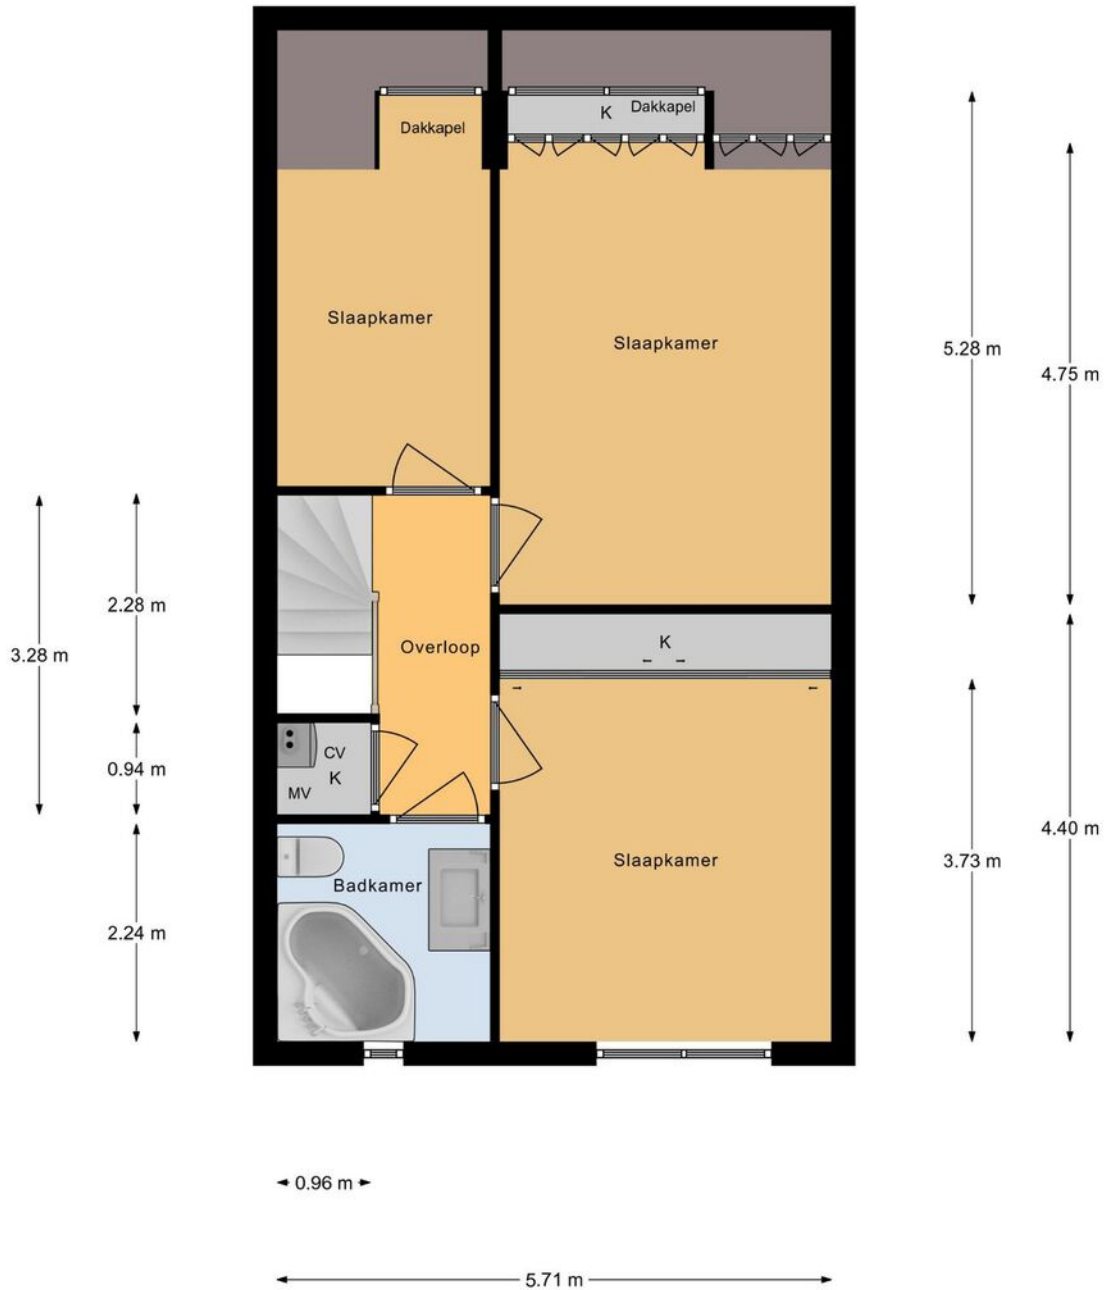 Dakkapel
K
Dakkapel
Slaapkamer
Slaapkamer
5.28 m
4.75 m
2.28 m
3.28 m
Overloop
K
CV
K
MV
0.94 m
Slaapkamer
3.73 m
4.40 m
Badkamer
2.24 m
0.96 m
5.71 m